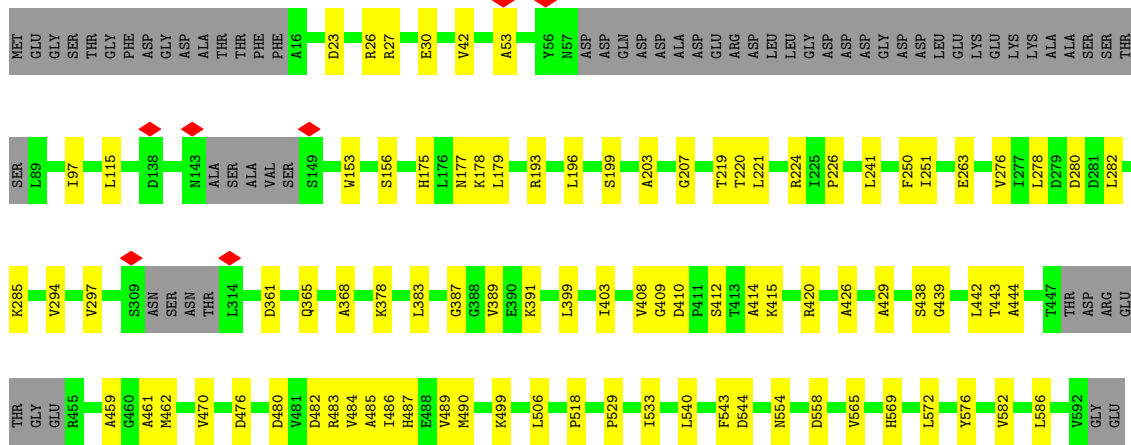 MET GLU GLY SER THR GLY PHE ASP GLY ASP ALA THR THR PHE PHE A16 D23 R26 R27 E30 V42 A53 Y56 N57 ASP ASP GLN ASP ASP ALA ASP GLU ARG ASP LEU LEU GLY ASP ASP ASP GLY ASP ASP LEU GLU LYS GLU LYS LYS ALA ALA SER SER THR
SER L89 I97 L115 D138 N143 ALA SER ALA VAL SER S149 W153 S156 H175 L176 N177 K178 L179 R193 L196 S199 A203 G207 T219 T220 L221 R224 I225 P226 L241 F250 I251 E263 V276 I277 L278 D279 D280 D281 L282
K285 V294 V297 S309 ASN SER ASN THR L314 D361 Q365 A368 K378 L383 G387 G388 V389 E390 K391 L399 I403 V408 G409 D410 P411 S412 T413 A414 K415 R420 A426 A429 S438 G439 L442 T443 A444 T447 THR ASP ARG GLU
THR GLY GLU R455 A459 G460 A461 M462 V470 D476 D480 V481 D482 R483 V484 A485 I486 H487 E488 V489 M490 K499 L506 P518 P529 I533 L540 F543 D544 N554 D558 V565 H569 L572 Y576 V582 L586 V592 GLY GLU